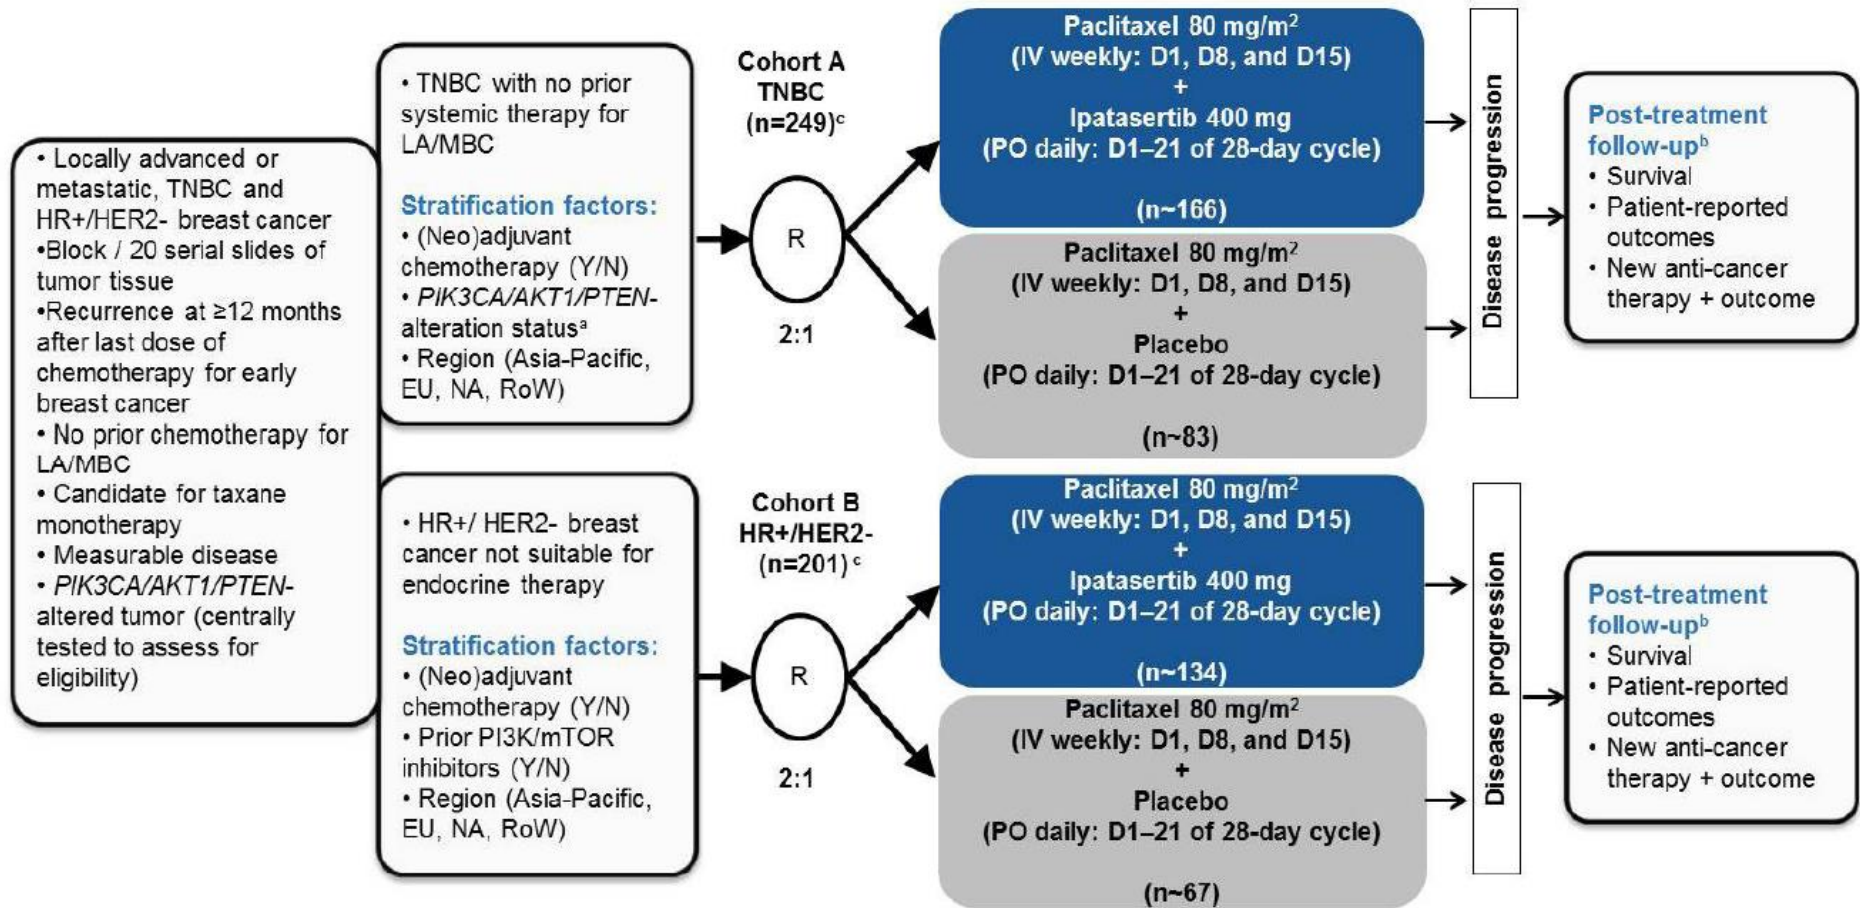 • Locally advanced or
metastatic, TNBC and
HR+/HER2- breast cancer
•Block / 20 serial slides of
tumor tissue
•Recurrence at ≥12 months
after last dose of
chemotherapy for early
breast cancer
• No prior chemotherapy for
LA/MBC
• Candidate for taxane
monotherapy
• Measurable disease
• PIK3CA/AKT1/PTEN-
altered tumor (centrally
tested to assess for
eligibility)
• TNBC with no prior
systemic therapy for
LA/MBC
Stratification factors:
• (Neo)adjuvant
chemotherapy (Y/N)
• PIK3CA/AKT1/PTEN-
alteration statusᵃ
• Region (Asia-Pacific,
EU, NA, RoW)
Cohort A
TNBC
(n=249)ᶜ
R
2:1
Paclitaxel 80 mg/m²
(IV weekly: D1, D8, and D15)
+
Ipatasertib 400 mg
(PO daily: D1–21 of 28-day cycle)
(n~166)
Paclitaxel 80 mg/m²
(IV weekly: D1, D8, and D15)
+
Placebo
(PO daily: D1–21 of 28-day cycle)
(n~83)
Disease progression
Post-treatment
follow-upᵇ
• Survival
• Patient-reported
outcomes
• New anti-cancer
therapy + outcome
• HR+/ HER2- breast
cancer not suitable for
endocrine therapy
Stratification factors:
• (Neo)adjuvant
chemotherapy (Y/N)
• Prior PI3K/mTOR
inhibitors (Y/N)
• Region (Asia-Pacific,
EU, NA, RoW)
Cohort B
HR+/HER2-
(n=201) ᶜ
R
2:1
Paclitaxel 80 mg/m²
(IV weekly: D1, D8, and D15)
+
Ipatasertib 400 mg
(PO daily: D1–21 of 28-day cycle)
(n~134)
Paclitaxel 80 mg/m²
(IV weekly: D1, D8, and D15)
+
Placebo
(PO daily: D1–21 of 28-day cycle)
(n~67)
Disease progression
Post-treatment
follow-upᵇ
• Survival
• Patient-reported
outcomes
• New anti-cancer
therapy + outcome